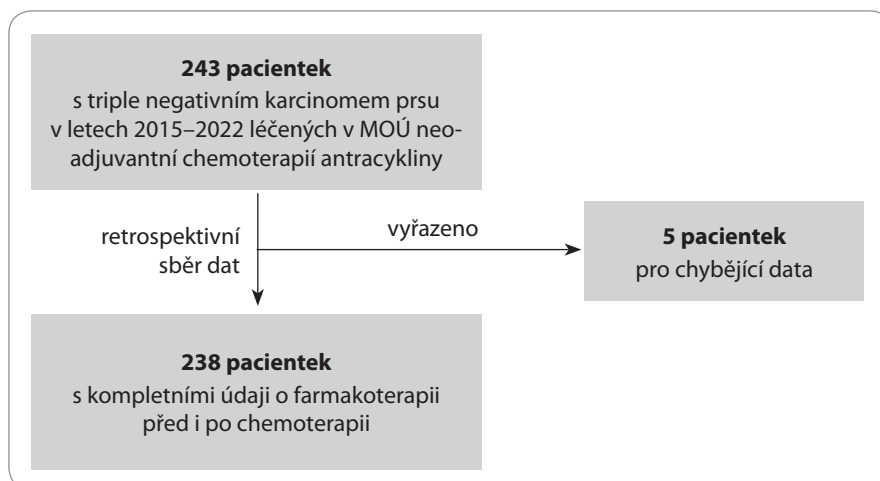 243 pacientek
s triple negativním karcinomem prsu
v letech 2015–2022 léčených v MOÚ neo-
adjuvantní chemoterapií antracykliny
retrospektivní
sběr dat
vyřazeno
5 pacientek
pro chybějící data
238 pacientek
s kompletními údaji o farmakoterapii
před i po chemoterapii